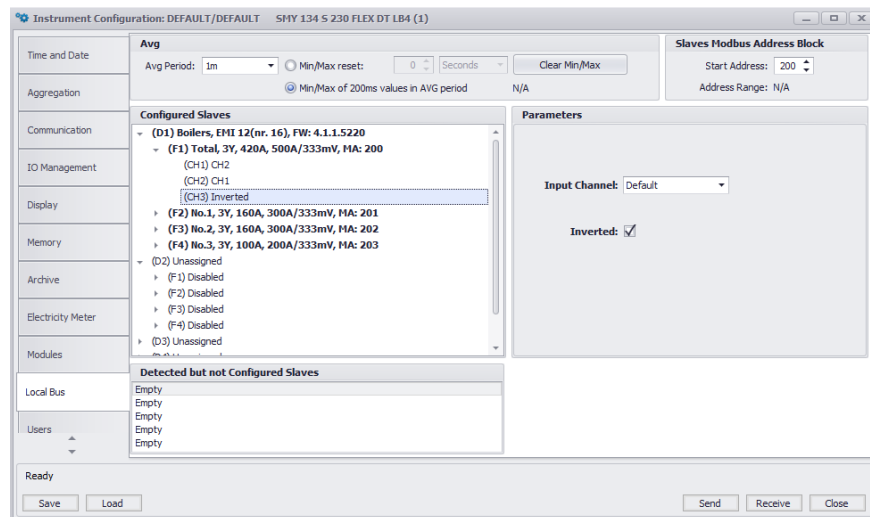 Instrument Configuration: DEFAULT/DEFAULT SMY 134 S 230 FLEX DT LB4 (1)
Time and Date
Aggregation
Communication
IO Management
Display
Memory
Archive
Electricity Meter
Modules
Local Bus
Users
Avg
Avg Period: 1m
Min/Max reset: 0 Seconds
Clear Min/Max
Min/Max of 200ms values in AVG period
N/A
Slaves Modbus Address Block
Start Address: 200
Address Range: N/A
Configured Slaves
(D1) Boilers, EMI 12(nr. 16), FW: 4.1.1.5220
(F1) Total, 3Y, 420A, 500A/333mV, MA: 200
(CH1) CH2
(CH2) CH1
(CH3) Inverted
(F2) No.1, 3Y, 160A, 300A/333mV, MA: 201
(F3) No.2, 3Y, 160A, 300A/333mV, MA: 202
(F4) No.3, 3Y, 100A, 200A/333mV, MA: 203
(D2) Unassigned
(F1) Disabled
(F2) Disabled
(F3) Disabled
(F4) Disabled
(D3) Unassigned
Parameters
Input Channel: Default
Inverted:
Detected but not Configured Slaves
Empty
Empty
Empty
Empty
Empty
Ready
Save
Load
Send
Receive
Close